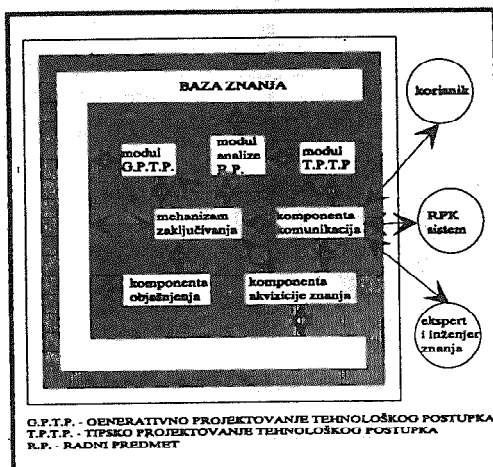 BAZA ZNANJA
modul
G.P.T.P.
modul
analize
R.P.
modul
T.P.T.P
mehanizam
zaključivanja
komponenta
komunikacija
komponenta
objašnjenja
komponenta
akvizicije znanja
korisnik
RPK
sistem
ekspert
i inženjer
znanja
G.P.T.P. - GENERATIVNO PROJEKTOVANJE TEHNOLOŠKOG POSTUPKA
T.P.T.P. - TIPSKO PROJEKTOVANJE TEHNOLOŠKOG POSTUPKA
R.P. - RADNI PREDMET